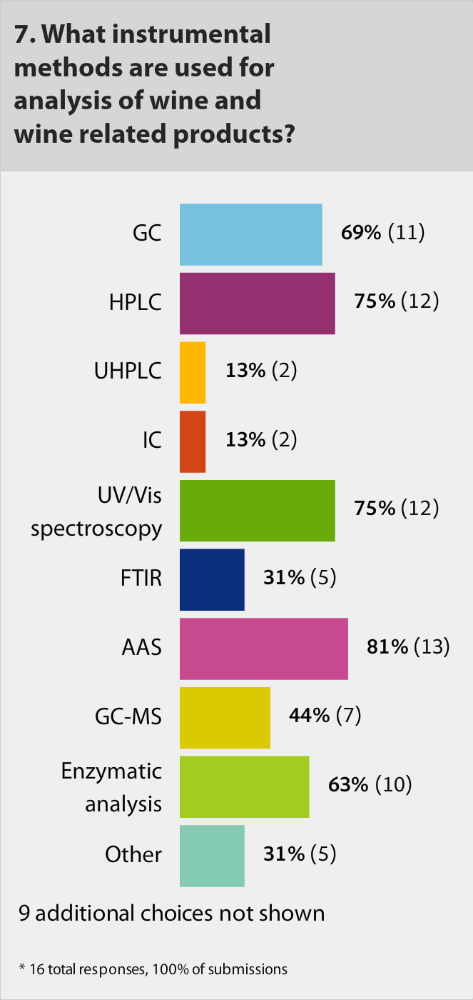 7. What instrumental
methods are used for
analysis of wine and
wine related products?
GC
69% (11)
HPLC
75% (12)
UHPLC
13% (2)
IC
13% (2)
UV/Vis
spectroscopy
75% (12)
FTIR
31% (5)
AAS
81% (13)
GC-MS
44% (7)
Enzymatic
analysis
63% (10)
Other
31% (5)
9 additional choices not shown
* 16 total responses, 100% of submissions